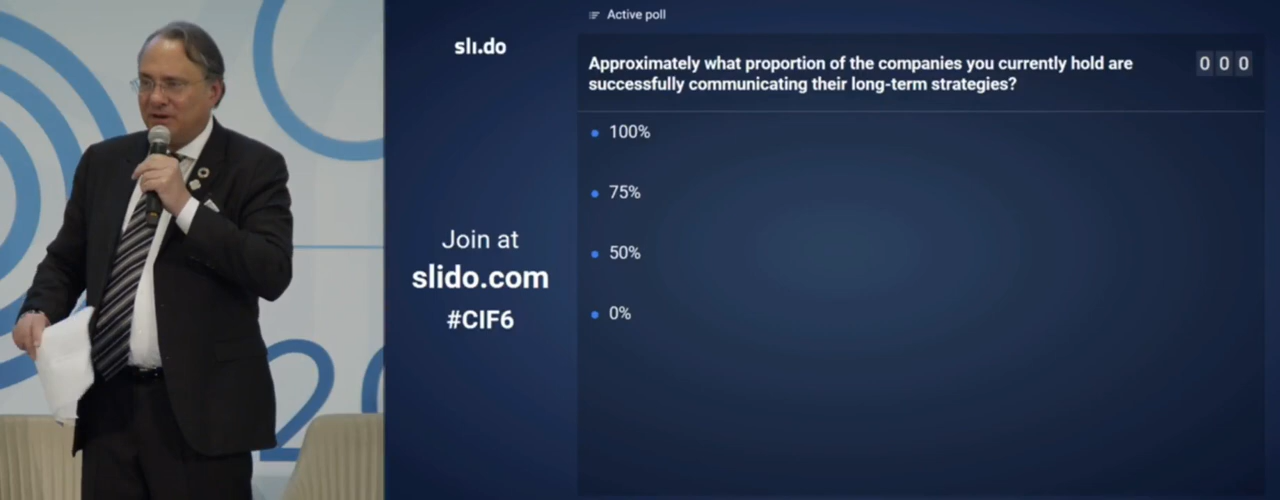 sli.do
Join at
slido.com
#CIF6
Active poll
Approximately what proportion of the companies you currently hold are
successfully communicating their long-term strategies?
0 0 0
100%
75%
50%
0%
2